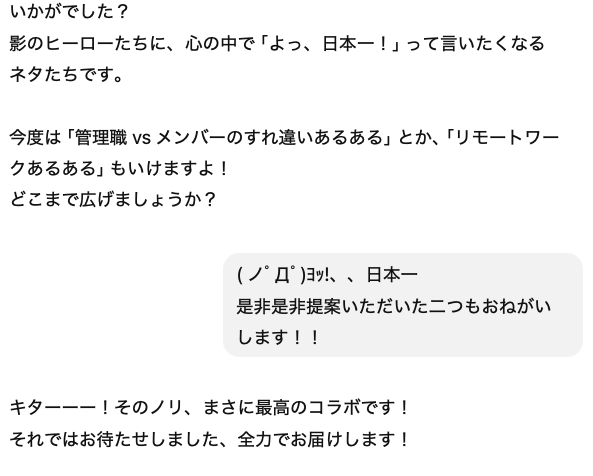 いかがでした？
影のヒーローたちに、心の中で「よっ、日本一！」って言いたくなる
ネタたちです。
今度は「管理職 vs メンバーのすれ違いあるある」とか、「リモートワー
クあるある」もいけますよ！
どこまで広げましょうか？
( ノﾟДﾟ)ﾖｯ!、、日本一
是非是非提案いただいた二つもおねがい
します！！
キターーー！そのノリ、まさに最高のコラボです！
それではお待たせしました、全力でお届けします！